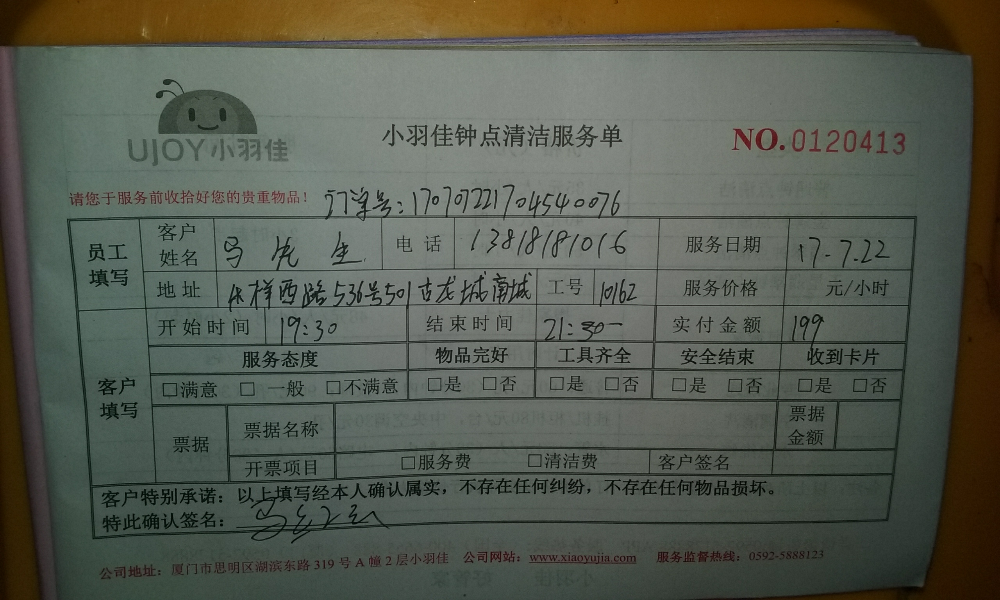 UJOY小羽佳
小羽佳钟点清洁服务单
NO.0120413
请您于服务前收拾好您的贵重物品！ 订单号：170707221704540076
员工填写 客户姓名 马先生 电话 13818181016 服务日期 17.7.22
地址 西路536号501古龙城南城 工号 10162 服务价格 元/小时
客户填写 开始时间 19:30 结束时间 21:30 实付金额 199
服务态度 物品完好 工具齐全 安全结束 收到卡片
□满意 □一般 □不满意 □是 □否 □是 □否 □是 □否 □是 □否
票据 票据名称 票据金额
开票项目 □服务费 □清洁费 客户签名
客户特别承诺：以上填写经本人确认属实，不存在任何纠纷，不存在任何物品损坏。
特此确认签名：
公司地址：厦门市思明区湖滨东路319号A幢2层小羽佳 公司网站：www.xiaoyujia.com 服务监督热线：0592-5888123